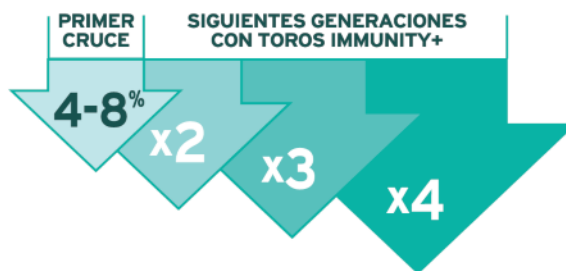 PRIMER
CRUCE
SIGUIENTES GENERACIONES
CON TOROS IMMUNITY+
4-8%
x2
x3
x4